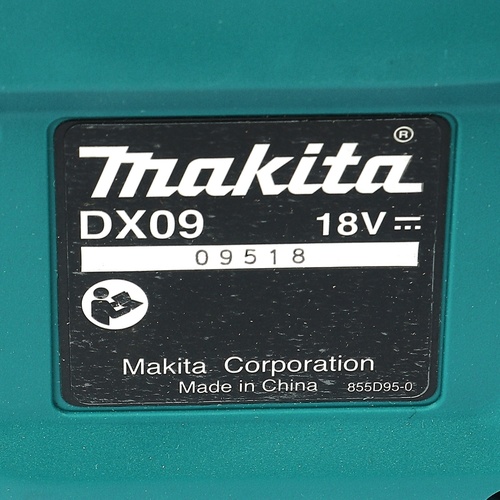 makita®
DX09 18V
09518
Makita Corporation
Made in China 855D95-0